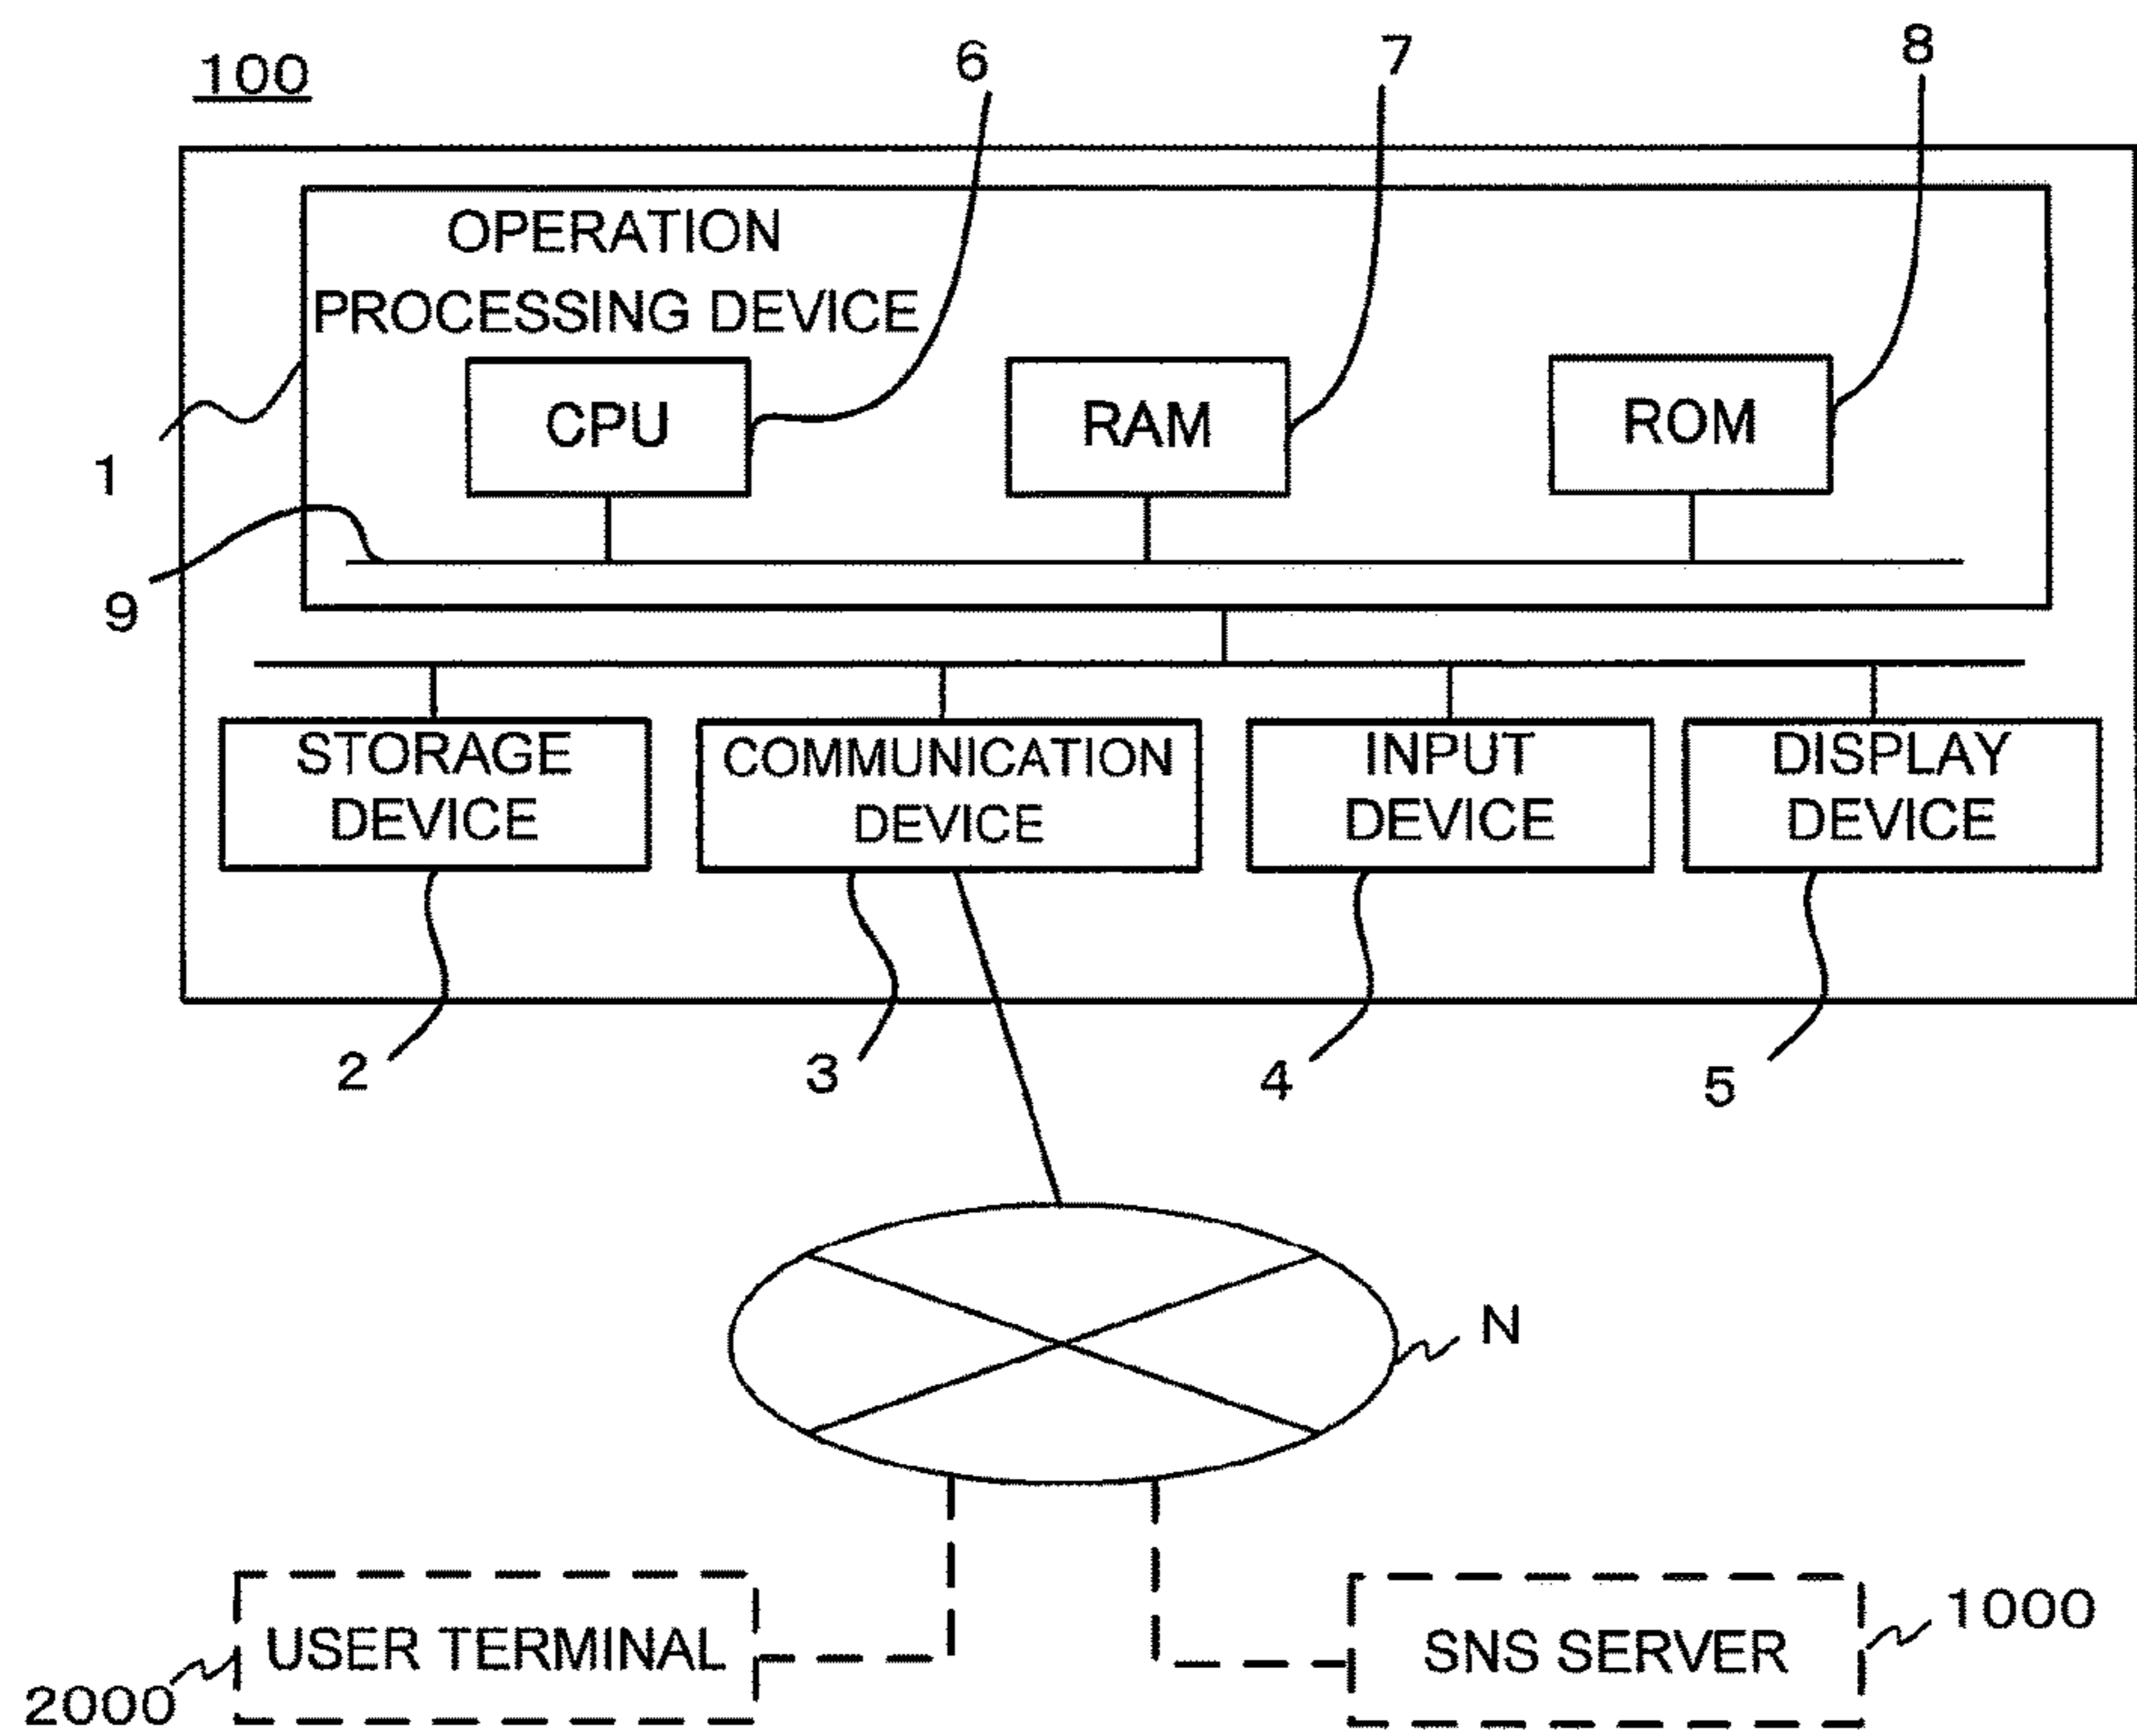 100
6
7
8
OPERATION
PROCESSING DEVICE
CPU
RAM
ROM
1
9
STORAGE
DEVICE
COMMUNICATION
DEVICE
INPUT
DEVICE
DISPLAY
DEVICE
2
3
4
5
N
USER TERMINAL
2000
SNS SERVER
1000